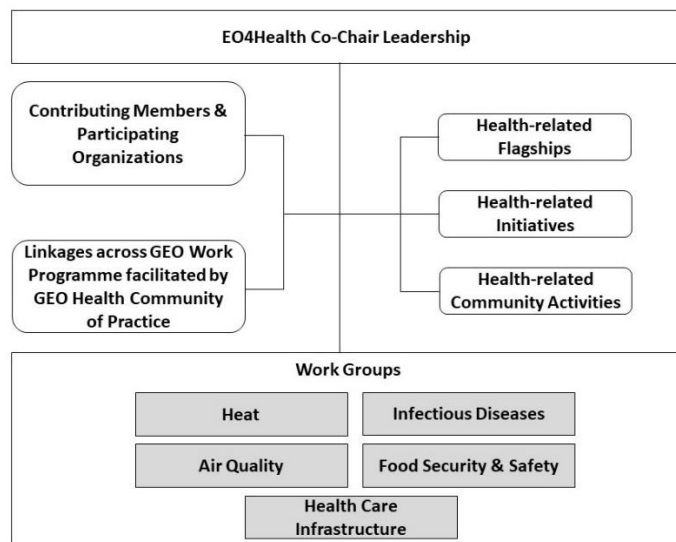 EO4Health Co-Chair Leadership
Contributing Members &
Participating
Organizations
Linkages across GEO Work
Programme facilitated by
GEO Health Community
of Practice
Health-related
Flagships
Health-related
Initiatives
Health-related
Community Activities
Work Groups
Heat
Infectious Diseases
Air Quality
Food Security & Safety
Health Care
Infrastructure